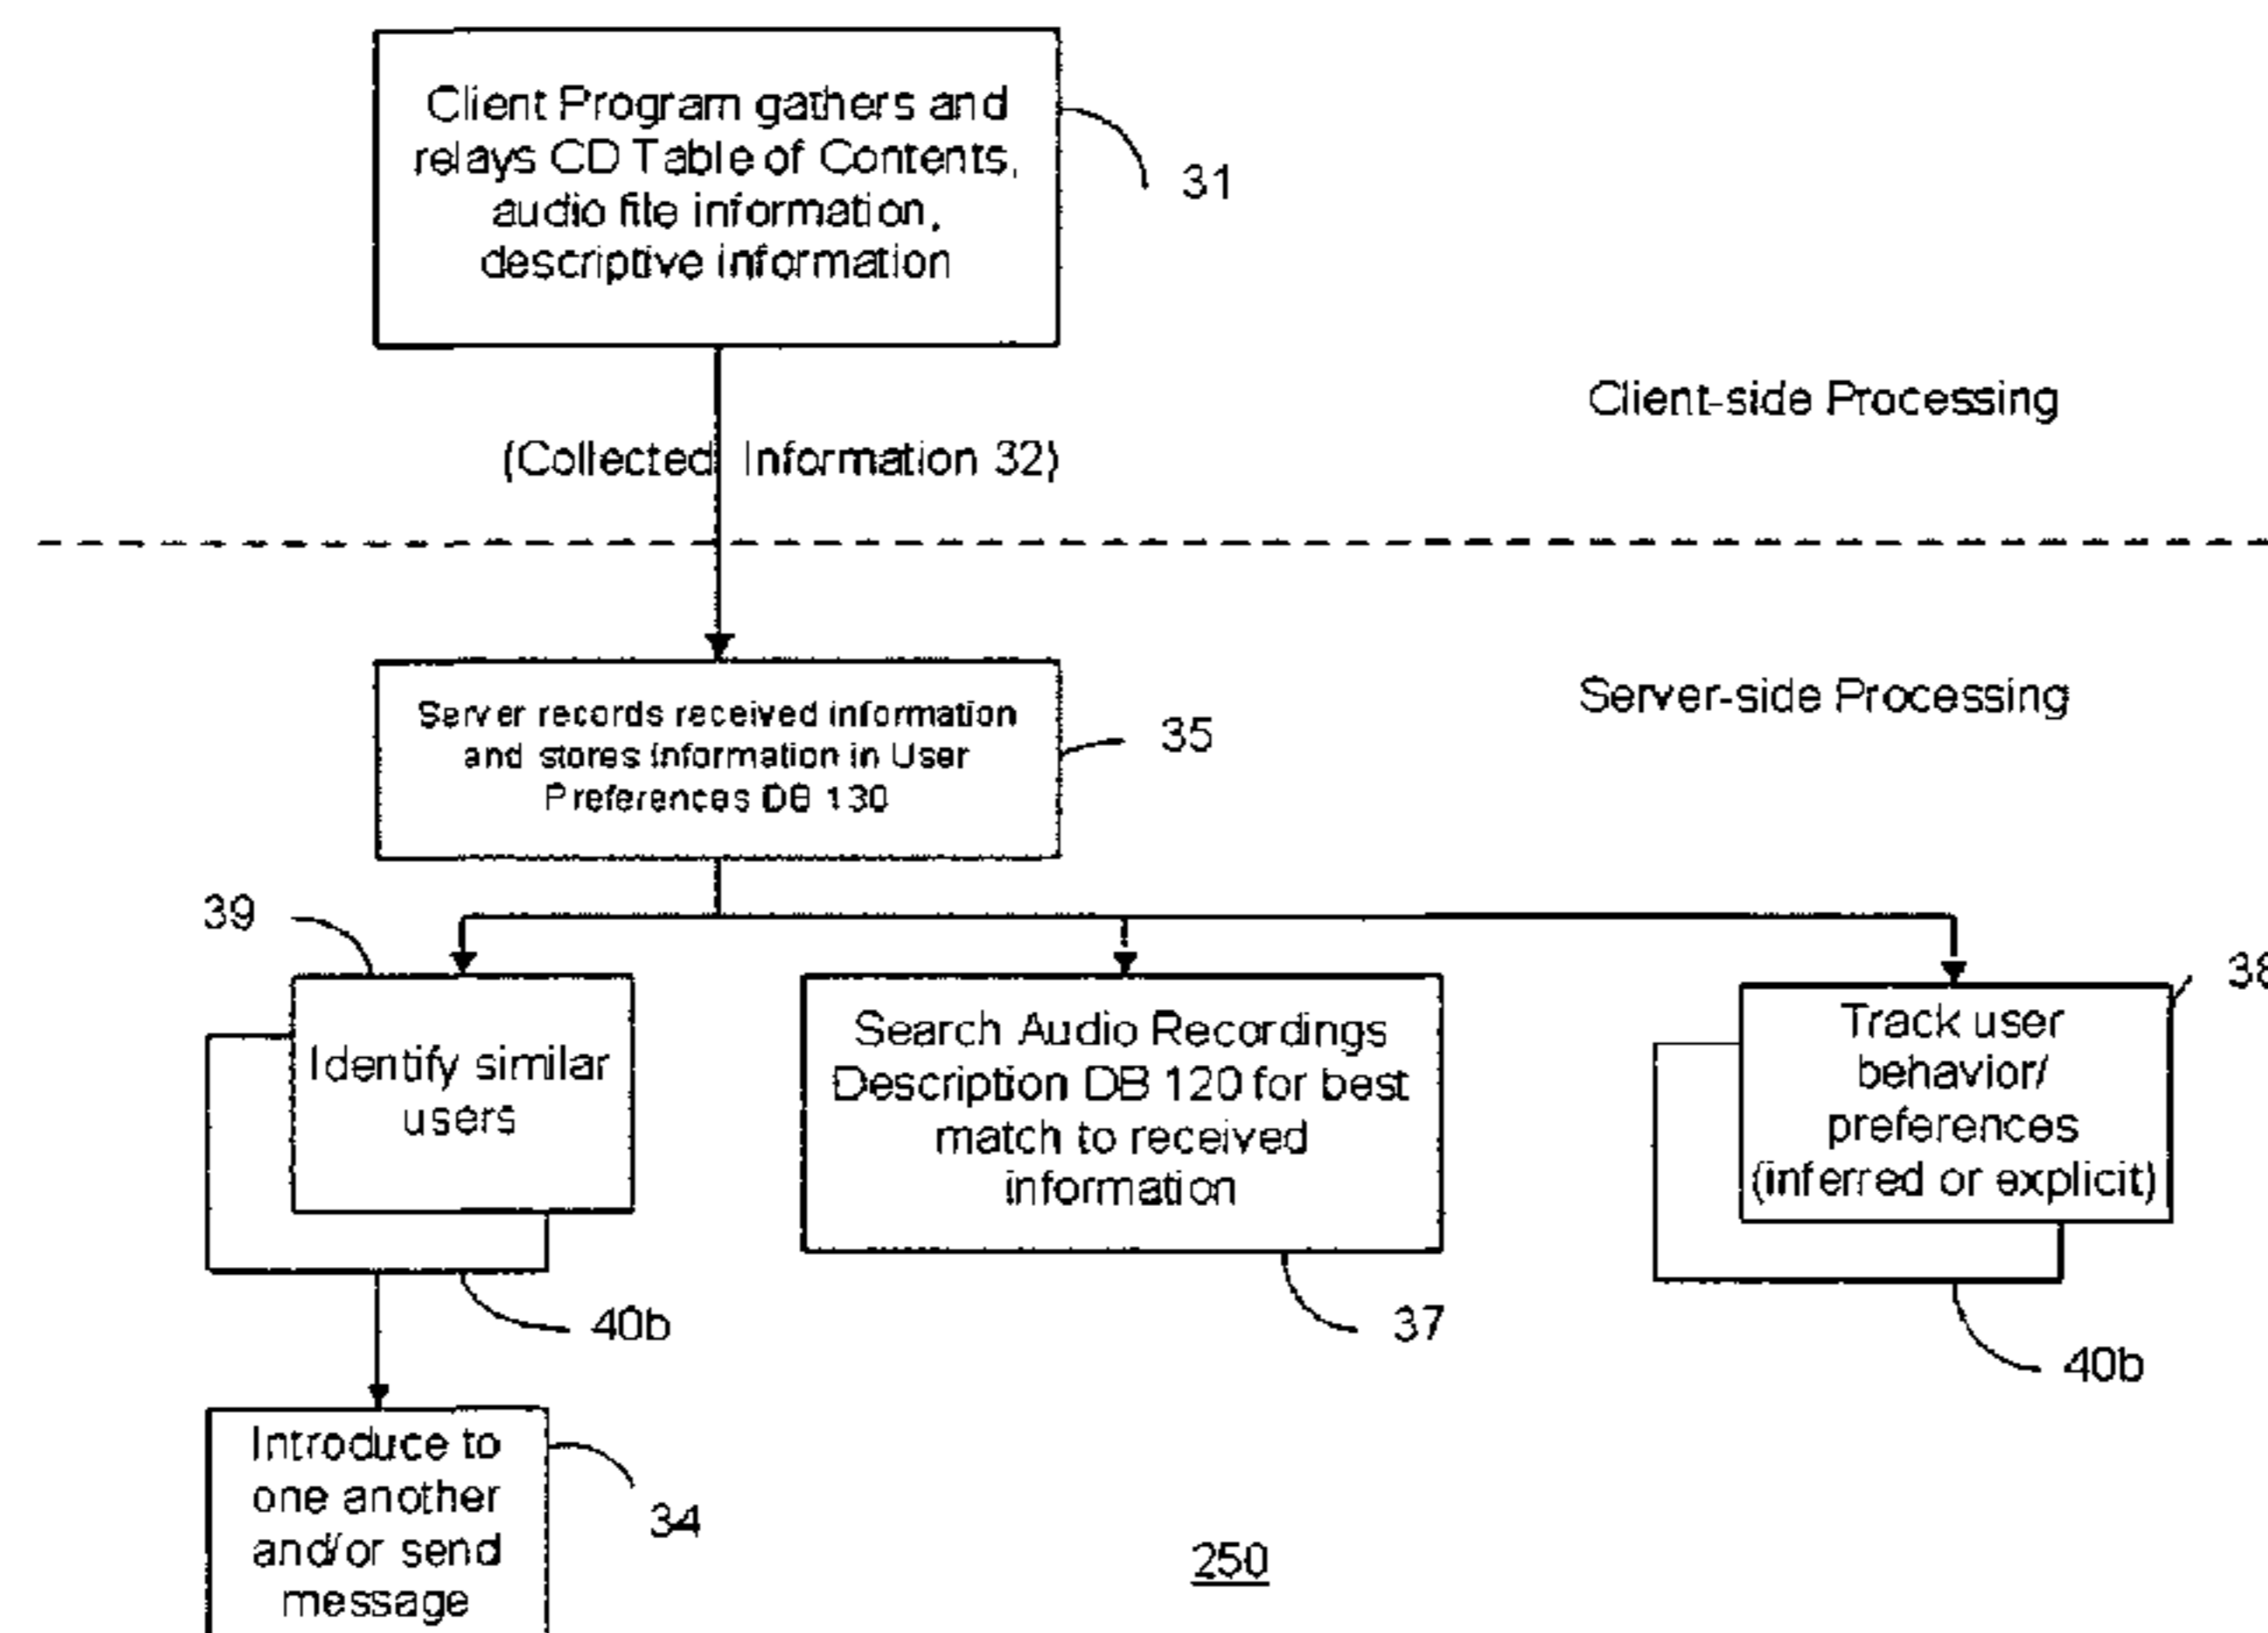 Client Program gathers and
relays CD Table of Contents,
audio file information,
descriptive information
31
Client-side Processing
(Collected Information 32)
Server-side Processing
Server records received information
and stores information in User
Preferences DB 130
35
39
38
Identify similar
users
Search Audio Recordings
Description DB 120 for best
match to received
information
Track user
behavior/
preferences
(inferred or explicit)
40b
37
40b
Introduce to
one another
and/or send
message
34
250